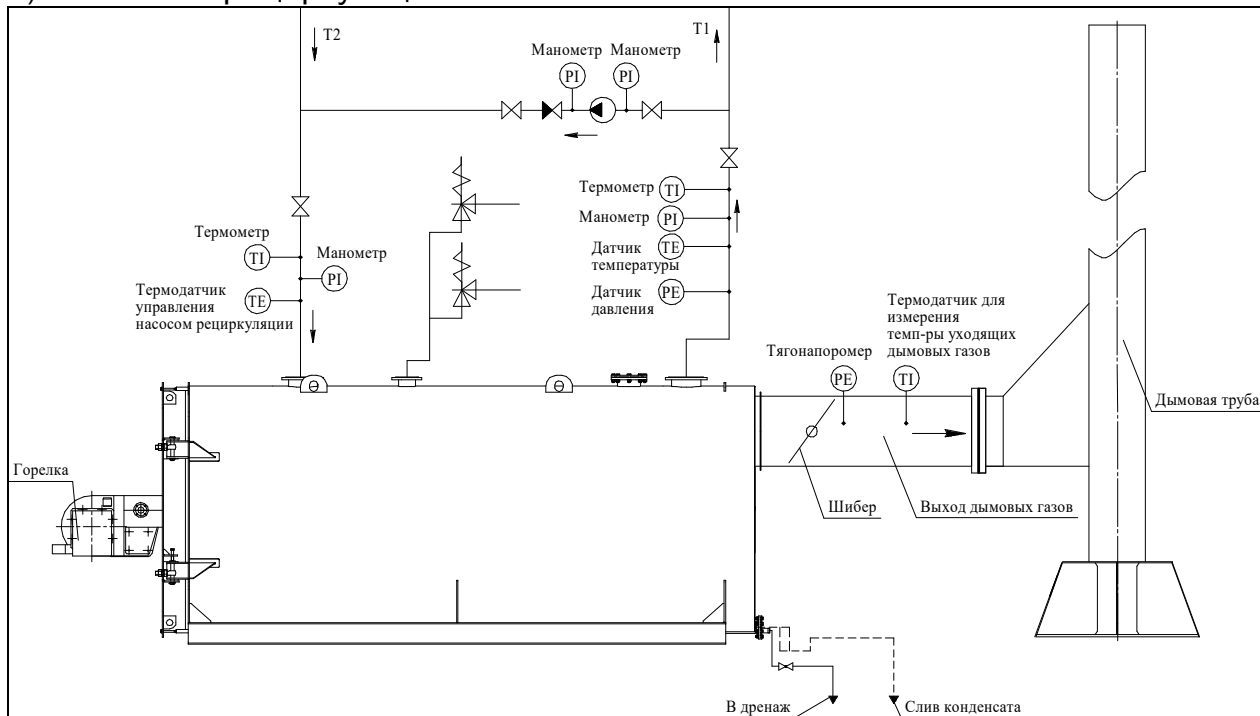 T2
T1
Манометр
Манометр
PI
PI
Термометр
TI
Манометр
PI
Датчик
температуры
TE
Датчик
давления
PE
Термометр
TI
Манометр
PI
Термодатчик
управления
насосом рециркуляции
TE
Термодатчик для
измерения
темп-ры уходящих
дымовых газов
Тягонапоромер
PE
TI
Дымовая труба
Горелка
Шибер
Выход дымовых газов
В дренаж
Слив конденсата